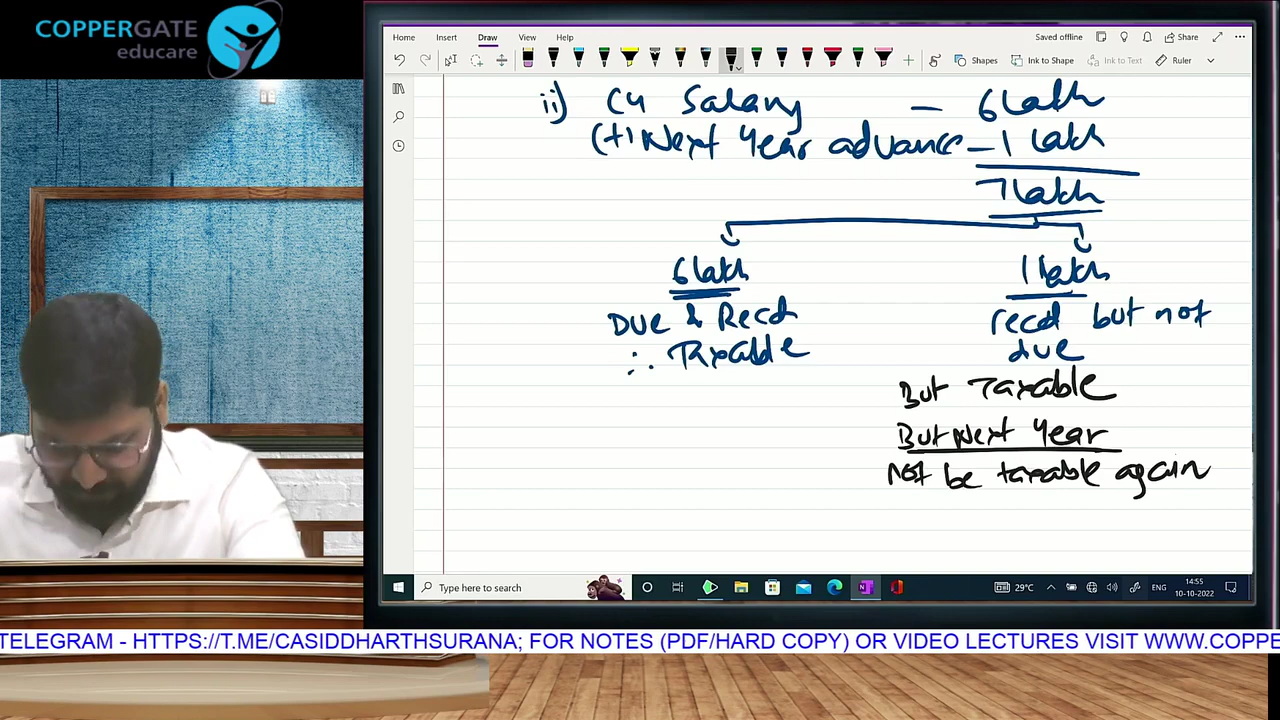 COPPERGATE
educare
Home Insert Draw View Help
Saved offline
Share
Shapes
Ink to Shape
Ink to Text
Ruler
ii) Cy Salary - 6 lakh
(+) Next Year advance - 1 lakh
7 lakh
6 lakh
Due & Recd
∴ Taxable
1 lakh
recd but not
due
But Taxable
But Next Year
not be taxable again
Type here to search
29°C
ENG
14:55
10-10-2022
TELEGRAM - HTTPS://T.ME/CASIDDHARTHSURANA; FOR NOTES (PDF/HARD COPY) OR VIDEO LECTURES VISIT WWW.COPPE